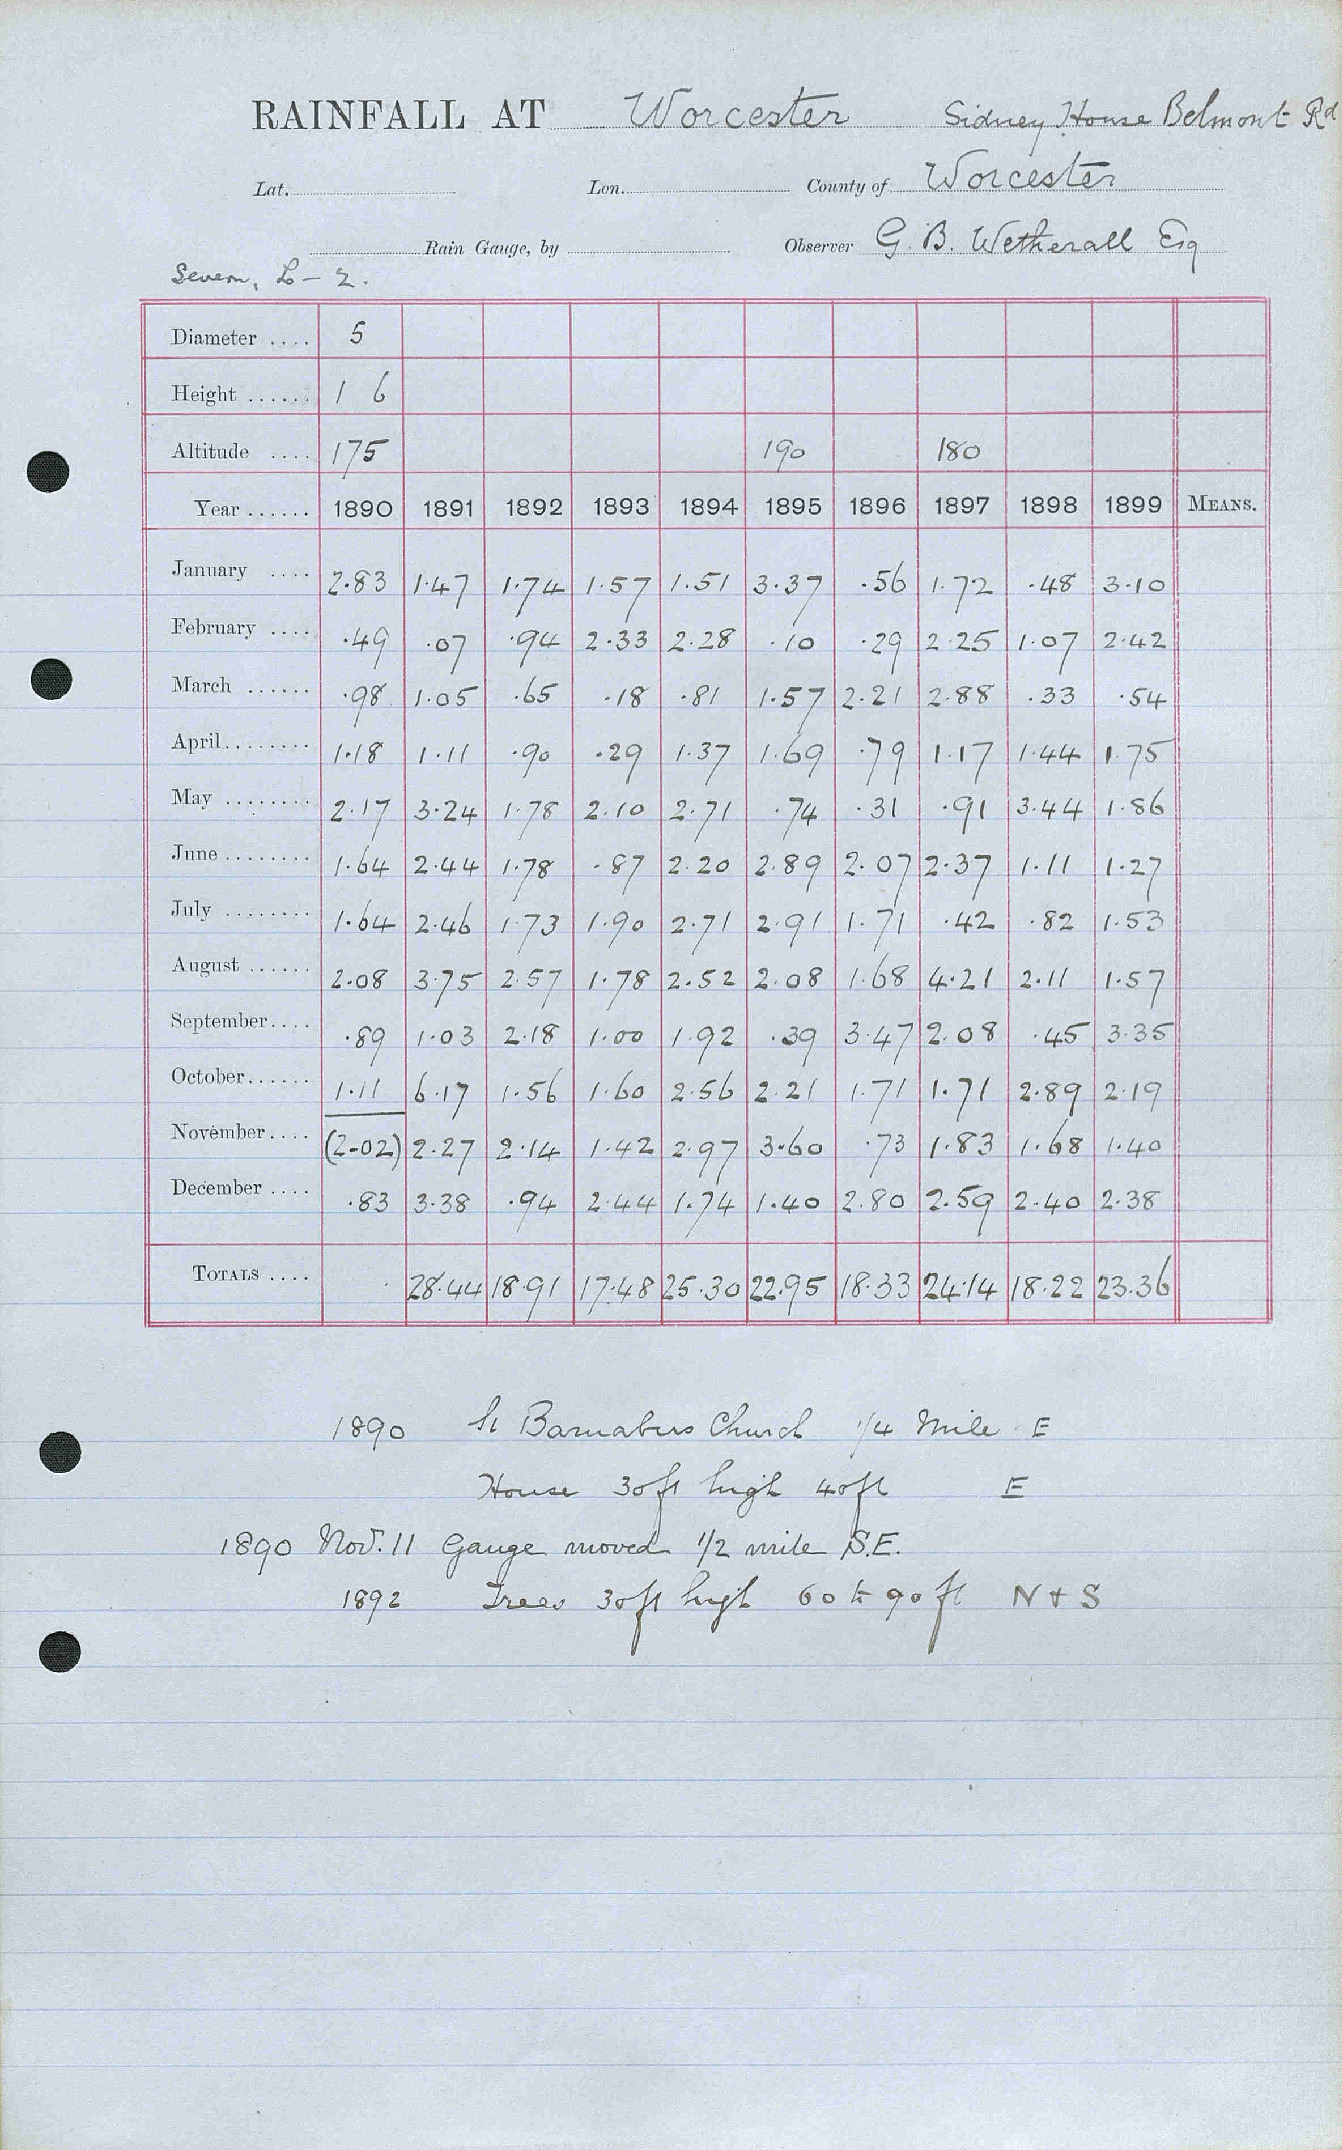 RAINFALL AT Worcester Sidney House Belmont Rd
Lat. Lon. County of Worcester
Rain Gauge, by Observer G. B. Wetherall Esq
Severn, L – 2.
Diameter .... 5
Height ...... 1 6
Altitude .... 175 190 180
Year ...... 1890 1891 1892 1893 1894 1895 1896 1897 1898 1899 MEANS.
January .... 2.83 1.47 1.74 1.57 1.51 3.37 .56 1.72 .48 3.10
February .... .49 .07 .94 2.33 2.28 .10 .29 2.25 1.07 2.42
March ...... .98 1.05 .65 .18 .81 1.57 2.21 2.88 .33 .54
April........ 1.18 1.11 .90 .29 1.37 1.69 .79 1.17 1.44 1.75
May ........ 2.17 3.24 1.78 2.10 2.71 .74 .31 .91 3.44 1.86
June ........ 1.64 2.44 1.78 .87 2.20 2.89 2.07 2.37 1.11 1.27
July ........ 1.64 2.46 1.73 1.90 2.71 2.91 1.71 .42 .82 1.53
August ...... 2.08 3.75 2.57 1.78 2.52 2.08 1.68 4.21 2.11 1.57
September.... .89 1.03 2.18 1.00 1.92 .39 3.47 2.08 .45 3.35
October...... 1.11 6.17 1.56 1.60 2.56 2.21 1.71 1.71 2.89 2.19
November.... (2.02) 2.27 2.14 1.42 2.97 3.60 .73 1.83 1.68 1.40
December .... .83 3.38 .94 2.44 1.74 1.40 2.80 2.59 2.40 2.38
TOTALS .... 28.44 18.91 17.48 25.30 22.95 18.33 24.14 18.22 23.36
1890 St Barnabus Church 1/4 Mile E
House 30ft high 40ft E
1890 Nov. 11 Gauge moved 1/2 mile S.E.
1892 Trees 30ft high 60 to 90 ft N + S